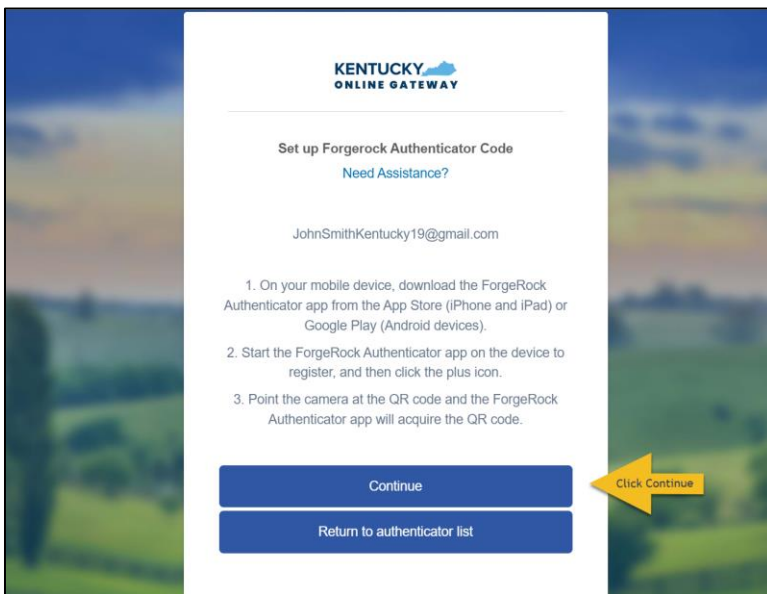 KENTUCKY
ONLINE GATEWAY
Set up Forgerock Authenticator Code
Need Assistance?
JohnSmithKentucky19@gmail.com
1. On your mobile device, download the ForgeRock
Authenticator app from the App Store (iPhone and iPad) or
Google Play (Android devices).
2. Start the ForgeRock Authenticator app on the device to
register, and then click the plus icon.
3. Point the camera at the QR code and the ForgeRock
Authenticator app will acquire the QR code.
Continue
Click Continue
Return to authenticator list